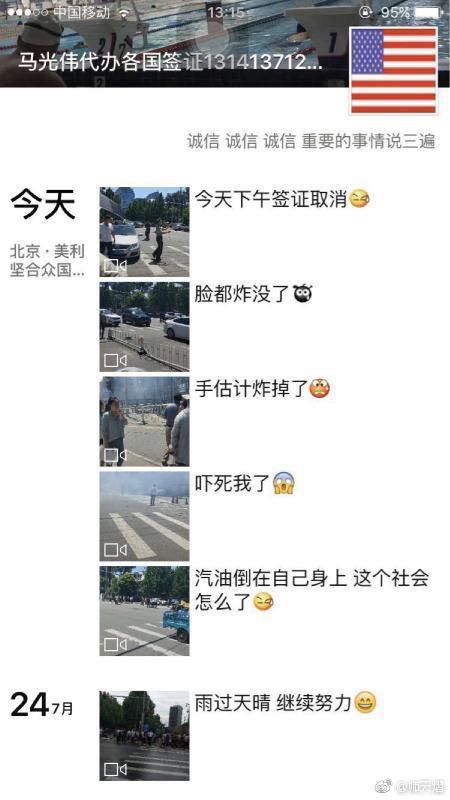 中国移动 13:15 95%
马光伟代办各国签证131413712...
诚信 诚信 诚信 重要的事情说三遍
今天
北京 · 美利
坚合众国...
今天下午签证取消
脸都炸没了
手估计炸掉了
吓死我了
汽油倒在自己身上 这个社会
怎么了
24 7月
雨过天晴 继续努力